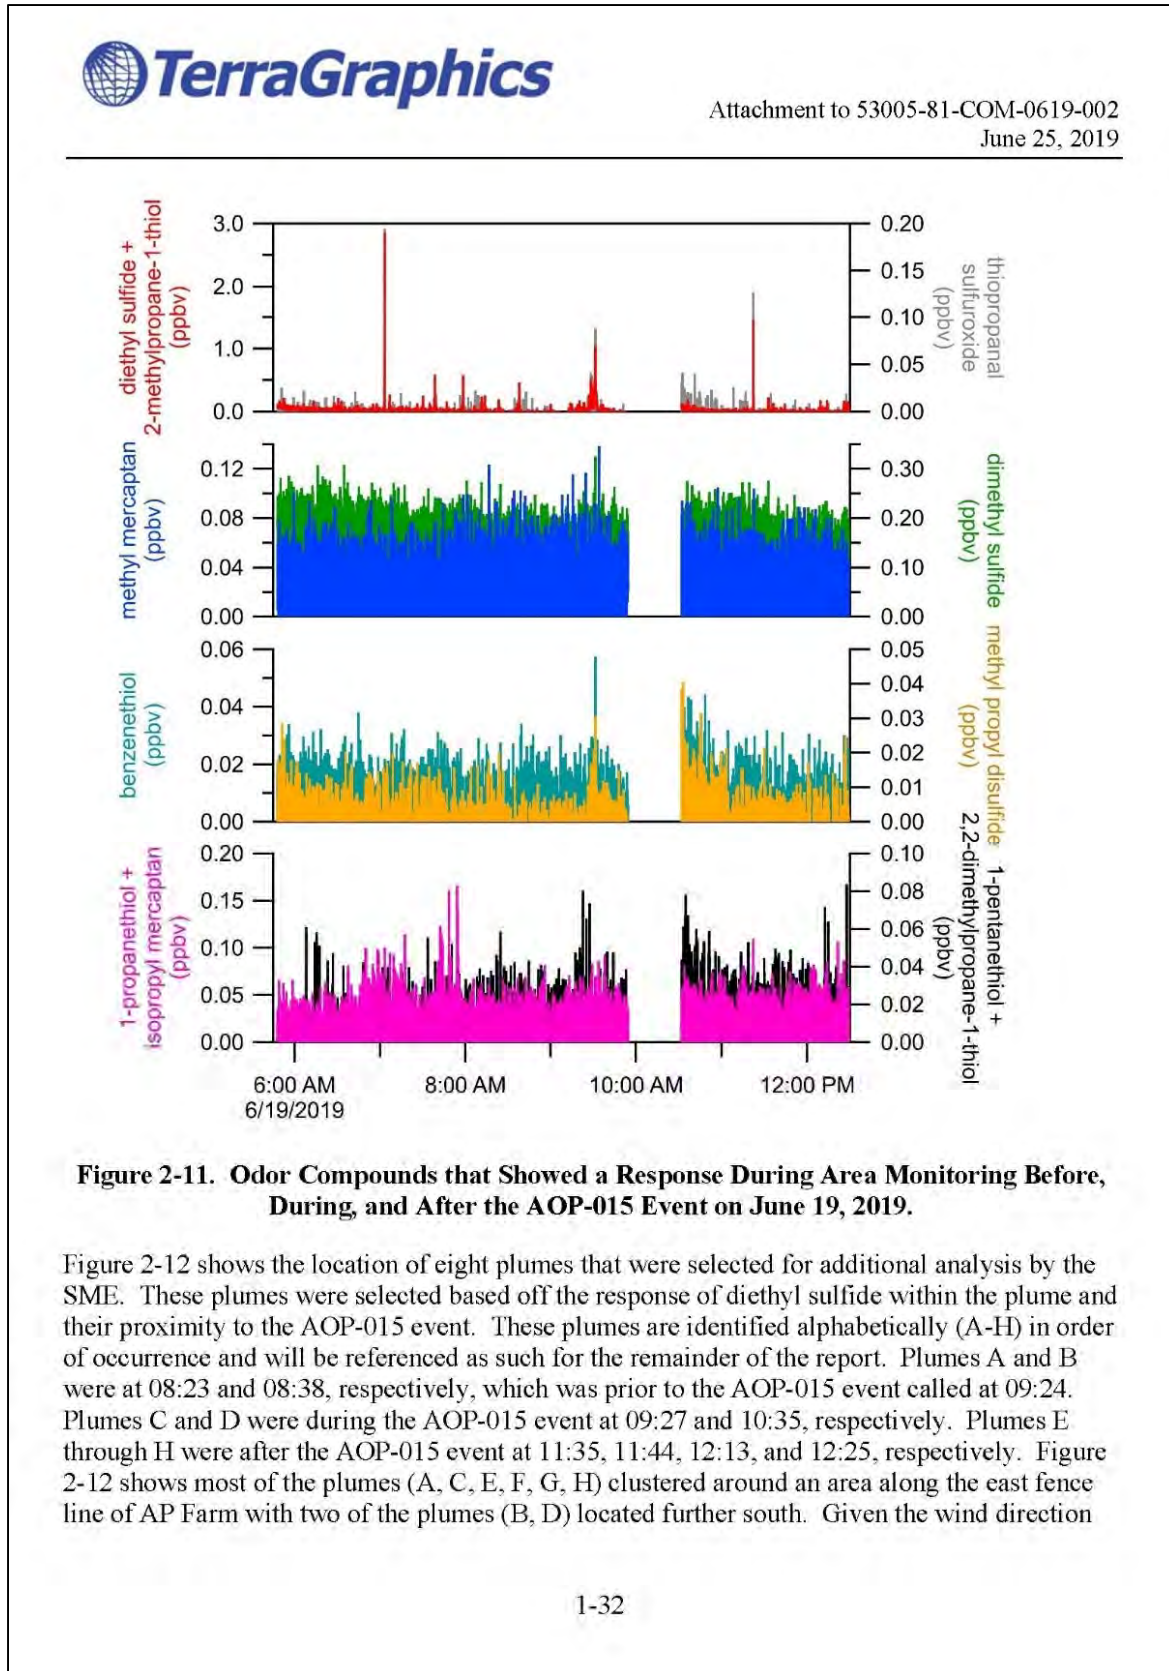 TerraGraphics
Attachment to 53005-81-COM-0619-002
June 25, 2019
diethyl sulfide +
2-methylpropane-1-thiol
(ppbv)
3.0
2.0
1.0
0.0
0.20
0.15
0.10
0.05
0.00
thiopropanal
sulfuroxide
(ppbv)
methyl mercaptan
(ppbv)
0.12
0.08
0.04
0.00
0.30
0.20
0.10
0.00
dimethyl sulfide
(ppbv)
benzenethiol
(ppbv)
0.06
0.04
0.02
0.00
0.05
0.04
0.03
0.02
0.01
0.00
methyl propyl disulfide
(ppbv)
1-propanethiol +
isopropyl mercaptan
(ppbv)
0.20
0.15
0.10
0.05
0.00
0.10
0.08
0.06
0.04
0.02
0.00
1-pentanethiol +
2,2-dimethylpropane-1-thiol
(ppbv)
6:00 AM
6/19/2019
8:00 AM
10:00 AM
12:00 PM
Figure 2-11. Odor Compounds that Showed a Response During Area Monitoring Before,
During, and After the AOP-015 Event on June 19, 2019.
Figure 2-12 shows the location of eight plumes that were selected for additional analysis by the
SME. These plumes were selected based off the response of diethyl sulfide within the plume and
their proximity to the AOP-015 event. These plumes are identified alphabetically (A-H) in order
of occurrence and will be referenced as such for the remainder of the report. Plumes A and B
were at 08:23 and 08:38, respectively, which was prior to the AOP-015 event called at 09:24.
Plumes C and D were during the AOP-015 event at 09:27 and 10:35, respectively. Plumes E
through H were after the AOP-015 event at 11:35, 11:44, 12:13, and 12:25, respectively. Figure
2-12 shows most of the plumes (A, C, E, F, G, H) clustered around an area along the east fence
line of AP Farm with two of the plumes (B, D) located further south. Given the wind direction
1-32